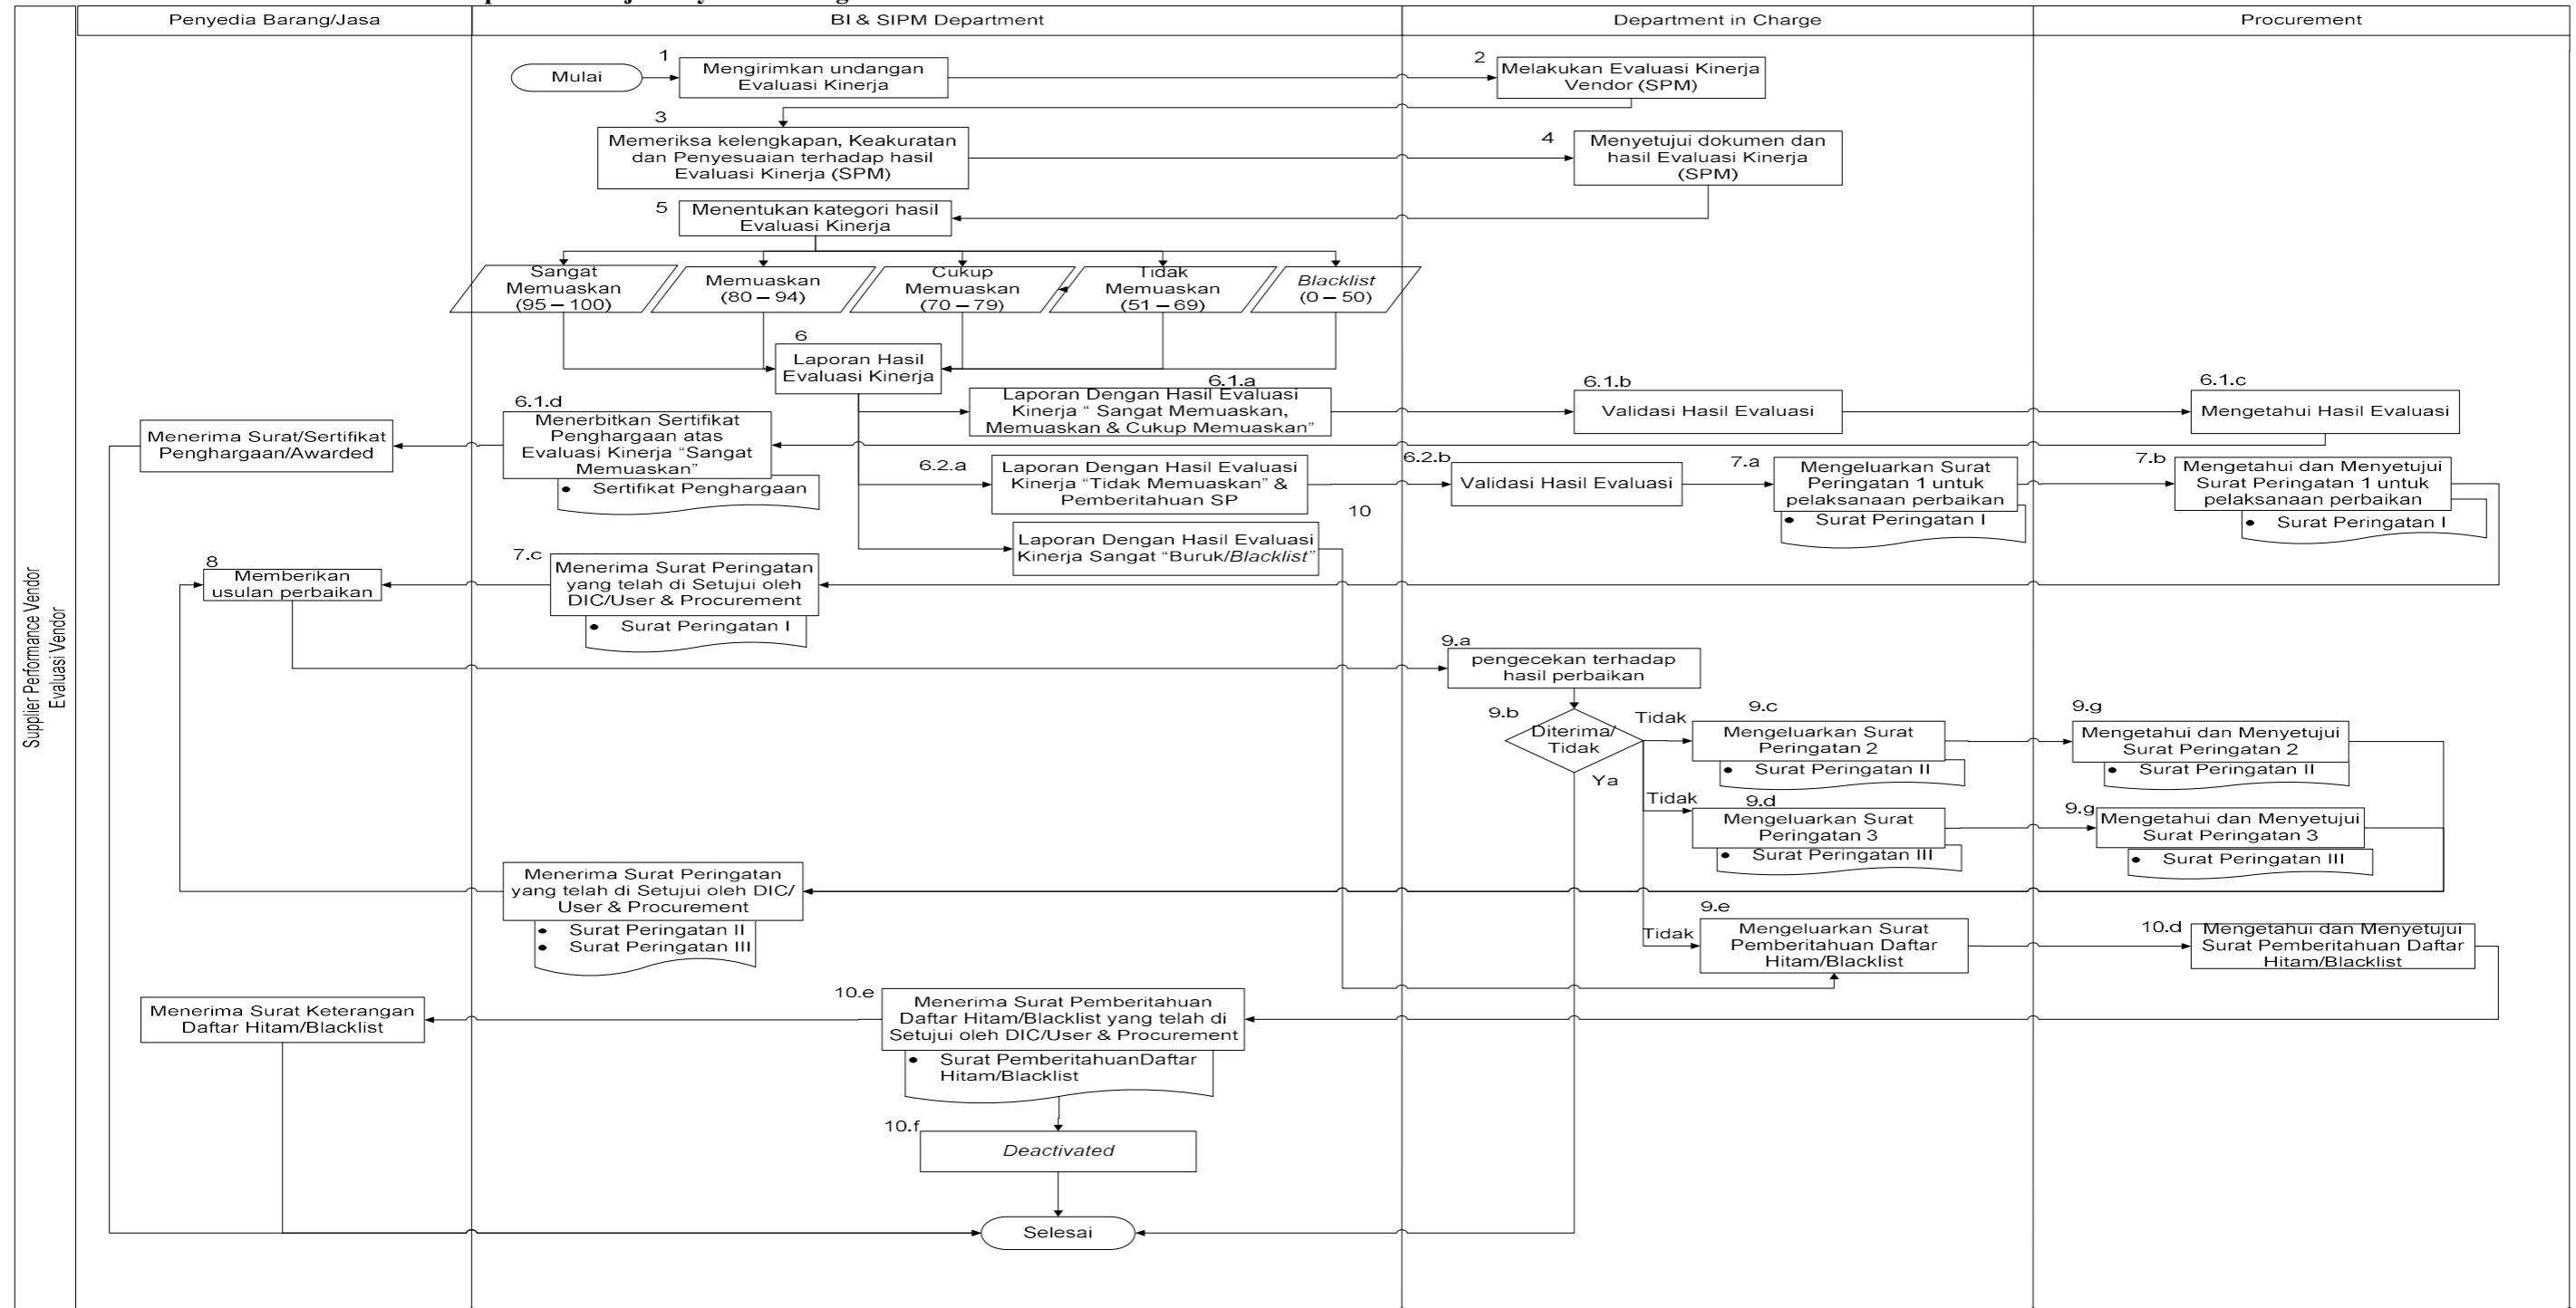 Penyedia Barang/Jasa
BI & SIPM Department
Department in Charge
Procurement
Supplier Performance Vendor
Evaluasi Vendor
Mulai
1
Mengirimkan undangan
Evaluasi Kinerja
2
Melakukan Evaluasi Kinerja
Vendor (SPM)
3
Memeriksa kelengkapan, Keakuratan
dan Penyesuaian terhadap hasil
Evaluasi Kinerja (SPM)
4
Menyetujui dokumen dan
hasil Evaluasi Kinerja
(SPM)
5
Menentukan kategori hasil
Evaluasi Kinerja
Sangat
Memuaskan
(95 – 100)
Memuaskan
(80 – 94)
Cukup
Memuaskan
(70 – 79)
Tidak
Memuaskan
(51 – 69)
Blacklist
(0 – 50)
6
Laporan Hasil
Evaluasi Kinerja
6.1.a
Laporan Dengan Hasil Evaluasi
Kinerja “ Sangat Memuaskan,
Memuaskan & Cukup Memuaskan”
6.1.b
Validasi Hasil Evaluasi
6.1.c
Mengetahui Hasil Evaluasi
6.1.d
Menerbitkan Sertifikat
Penghargaan atas
Evaluasi Kinerja “Sangat
Memuaskan”
• Sertifikat Penghargaan
Menerima Surat/Sertifikat
Penghargaan/Awarded
6.2.a
Laporan Dengan Hasil Evaluasi
Kinerja “Tidak Memuaskan” &
Pemberitahuan SP
6.2.b
Validasi Hasil Evaluasi
7.a
Mengeluarkan Surat
Peringatan 1 untuk
pelaksanaan perbaikan
• Surat Peringatan I
7.b
Mengetahui dan Menyetujui
Surat Peringatan 1 untuk
pelaksanaan perbaikan
• Surat Peringatan I
10
Laporan Dengan Hasil Evaluasi
Kinerja Sangat “Buruk/Blacklist”
7.c
Menerima Surat Peringatan
yang telah di Setujui oleh
DIC/User & Procurement
• Surat Peringatan I
8
Memberikan
usulan perbaikan
9.a
pengecekan terhadap
hasil perbaikan
9.b
Diterima/
Tidak
Tidak
9.c
Mengeluarkan Surat
Peringatan 2
• Surat Peringatan II
9.g
Mengetahui dan Menyetujui
Surat Peringatan 2
• Surat Peringatan II
Ya
Tidak
9.d
Mengeluarkan Surat
Peringatan 3
• Surat Peringatan III
9.g
Mengetahui dan Menyetujui
Surat Peringatan 3
• Surat Peringatan III
Menerima Surat Peringatan
yang telah di Setujui oleh DIC/
User & Procurement
• Surat Peringatan II
• Surat Peringatan III
Tidak
9.e
Mengeluarkan Surat
Pemberitahuan Daftar
Hitam/Blacklist
10.d
Mengetahui dan Menyetujui
Surat Pemberitahuan Daftar
Hitam/Blacklist
10.e
Menerima Surat Pemberitahuan
Daftar Hitam/Blacklist yang telah di
Setujui oleh DIC/User & Procurement
• Surat PemberitahuanDaftar
Hitam/Blacklist
Menerima Surat Keterangan
Daftar Hitam/Blacklist
10.f
Deactivated
Selesai